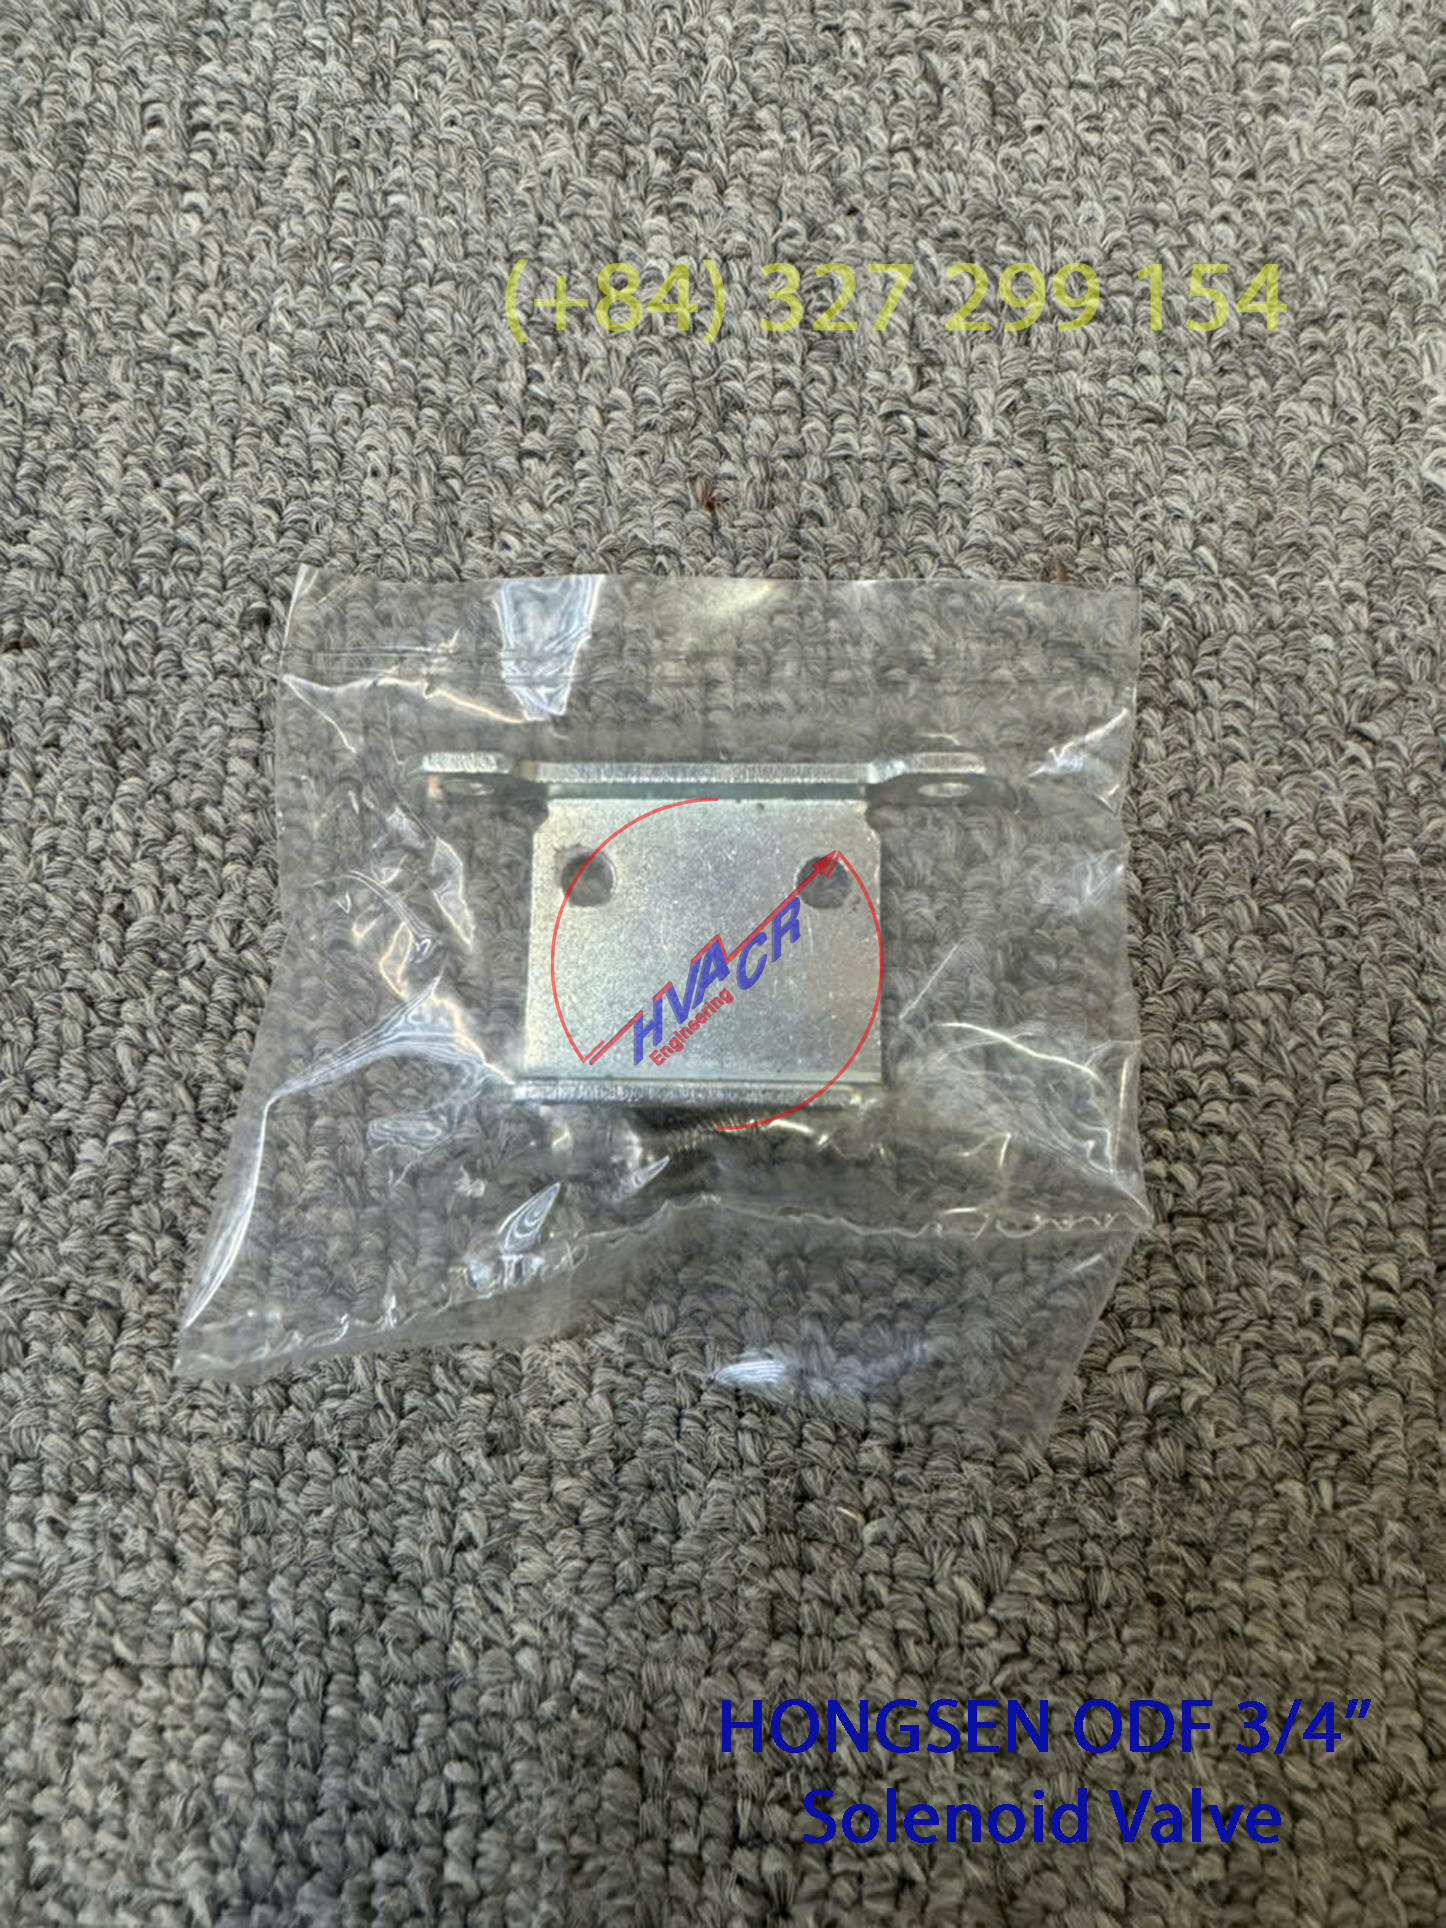 (+84) 327 299 154
HVACR
Engineering
HONGSEN ODF 3/4”
Solenoid Valve